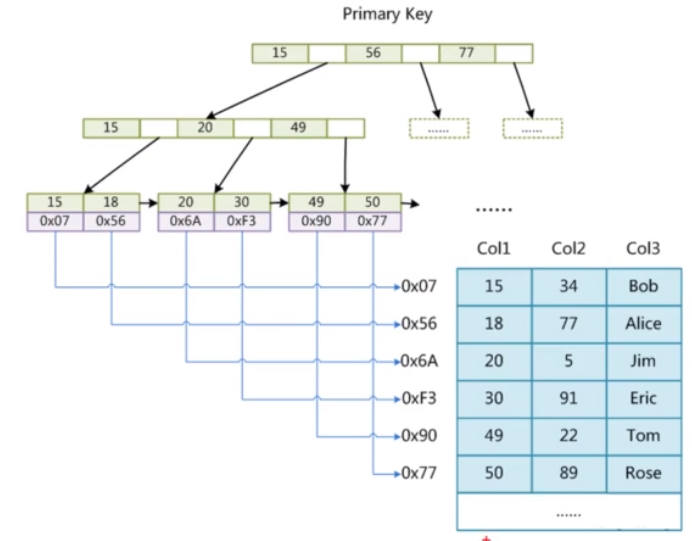 Primary Key
15 56 77
15 20 49
...... ......
15 18 20 30 49 50
0x07 0x56 0x6A 0xF3 0x90 0x77
......
Col1 Col2 Col3
0x07 15 34 Bob
0x56 18 77 Alice
0x6A 20 5 Jim
0xF3 30 91 Eric
0x90 49 22 Tom
0x77 50 89 Rose
......